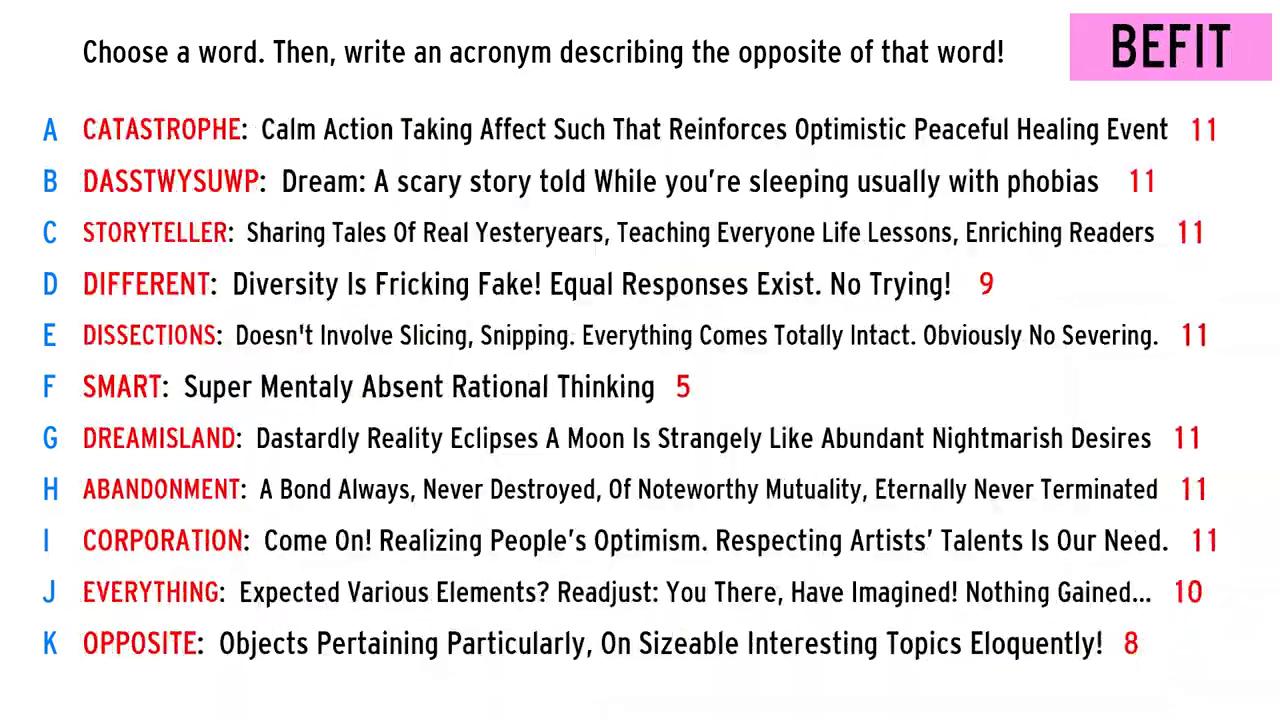 Choose a word. Then, write an acronym describing the opposite of that word!
BEFIT
A CATASTROPHE: Calm Action Taking Affect Such That Reinforces Optimistic Peaceful Healing Event 11
B DASSTWYSUWP: Dream: A scary story told While you're sleeping usually with phobias 11
C STORYTELLER: Sharing Tales Of Real Yesteryears, Teaching Everyone Life Lessons, Enriching Readers 11
D DIFFERENT: Diversity Is Fricking Fake! Equal Responses Exist. No Trying! 9
E DISSECTIONS: Doesn't Involve Slicing, Snipping. Everything Comes Totally Intact. Obviously No Severing. 11
F SMART: Super Mentaly Absent Rational Thinking 5
G DREAMISLAND: Dastardly Reality Eclipses A Moon Is Strangely Like Abundant Nightmarish Desires 11
H ABANDONMENT: A Bond Always, Never Destroyed, Of Noteworthy Mutuality, Eternally Never Terminated 11
I CORPORATION: Come On! Realizing People's Optimism. Respecting Artists' Talents Is Our Need. 11
J EVERYTHING: Expected Various Elements? Readjust: You There, Have Imagined! Nothing Gained... 10
K OPPOSITE: Objects Pertaining Particularly, On Sizeable Interesting Topics Eloquently! 8